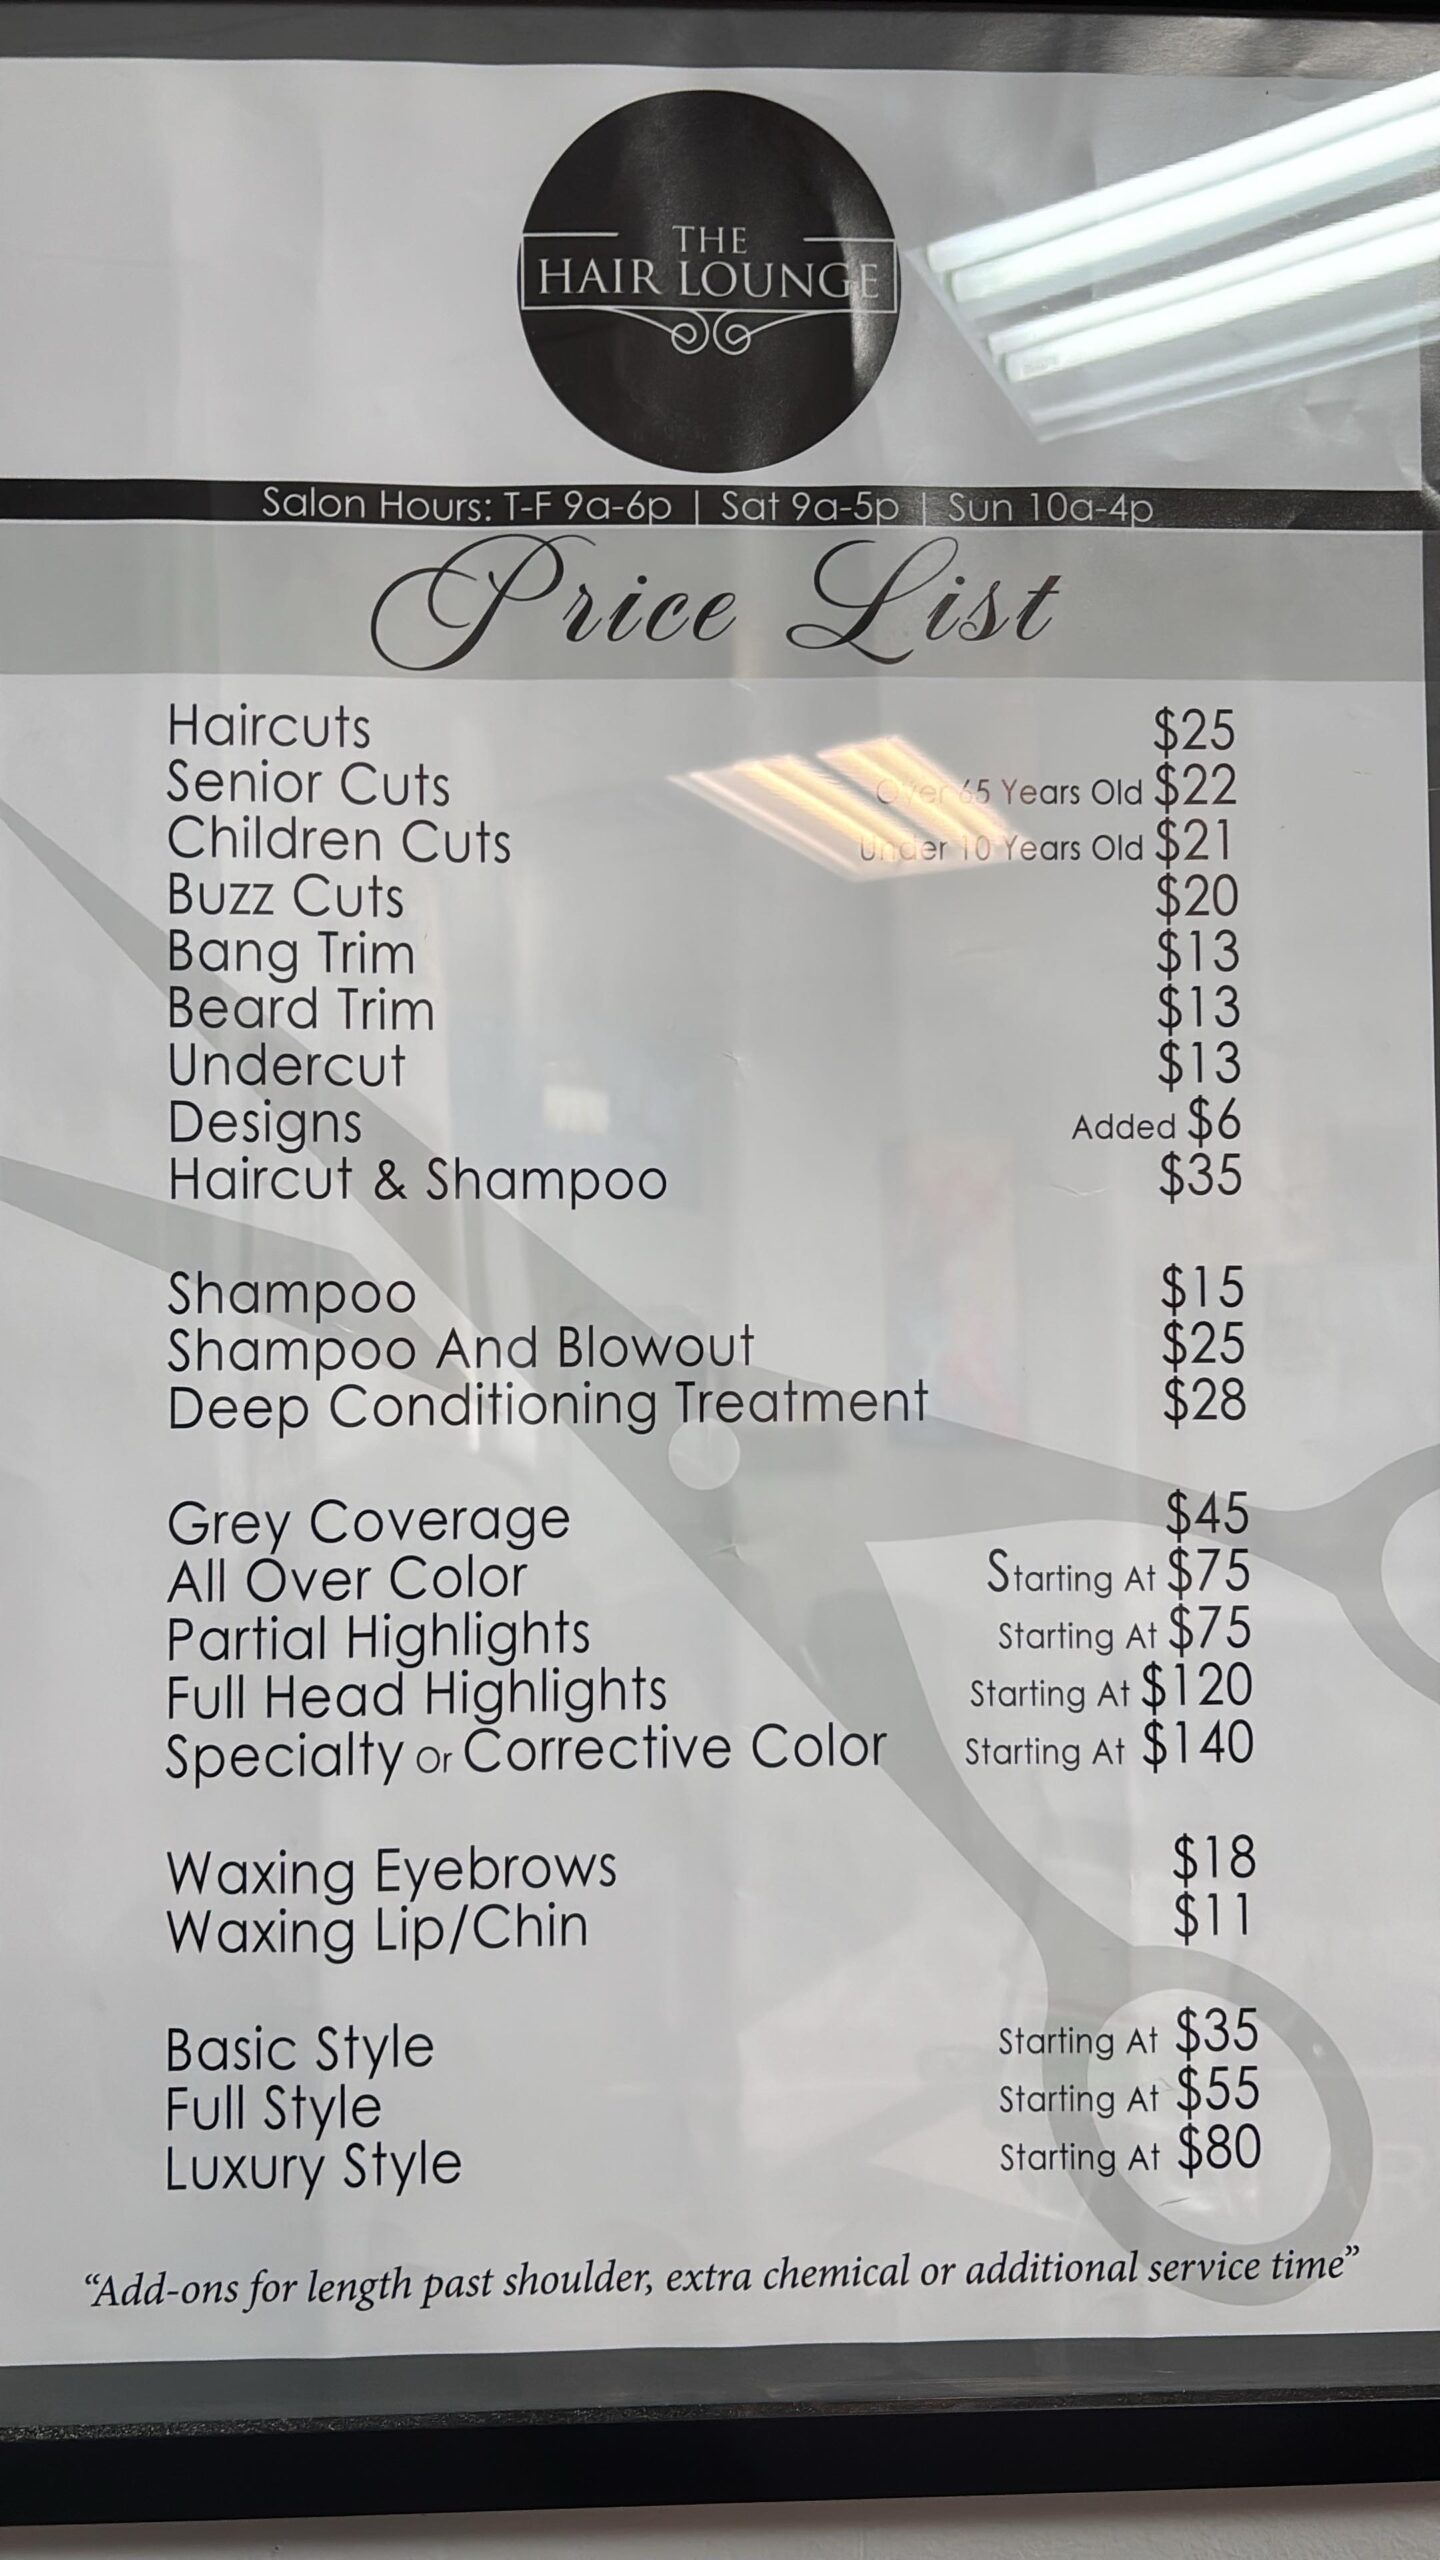 THE
HAIR LOUNGE
Salon Hours: T-F 9a-6p | Sat 9a-5p | Sun 10a-4p
Price List
Haircuts $25
Senior Cuts Over 65 Years Old $22
Children Cuts Under 10 Years Old $21
Buzz Cuts $20
Bang Trim $13
Beard Trim $13
Undercut $13
Designs Added $6
Haircut & Shampoo $35
Shampoo $15
Shampoo And Blowout $25
Deep Conditioning Treatment $28
Grey Coverage $45
All Over Color Starting At $75
Partial Highlights Starting At $75
Full Head Highlights Starting At $120
Specialty or Corrective Color Starting At $140
Waxing Eyebrows $18
Waxing Lip/Chin $11
Basic Style Starting At $35
Full Style Starting At $55
Luxury Style Starting At $80
“Add-ons for length past shoulder, extra chemical or additional service time”